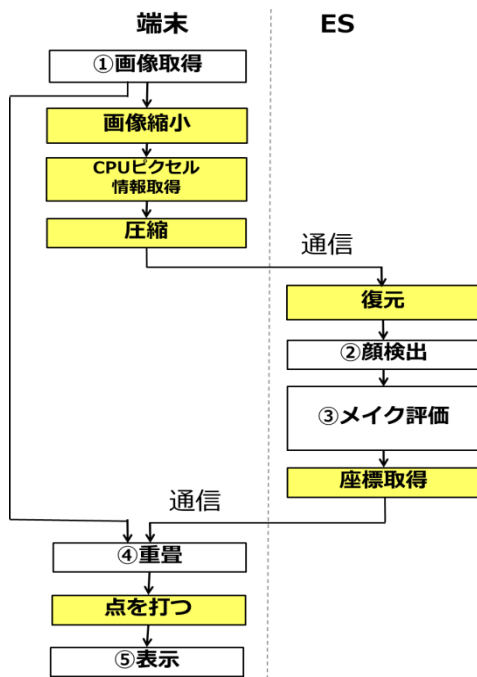 端末
ES
①画像取得
画像縮小
CPUピクセル
情報取得
圧縮
通信
復元
②顔検出
③メイク評価
座標取得
通信
④重畳
点を打つ
⑤表示